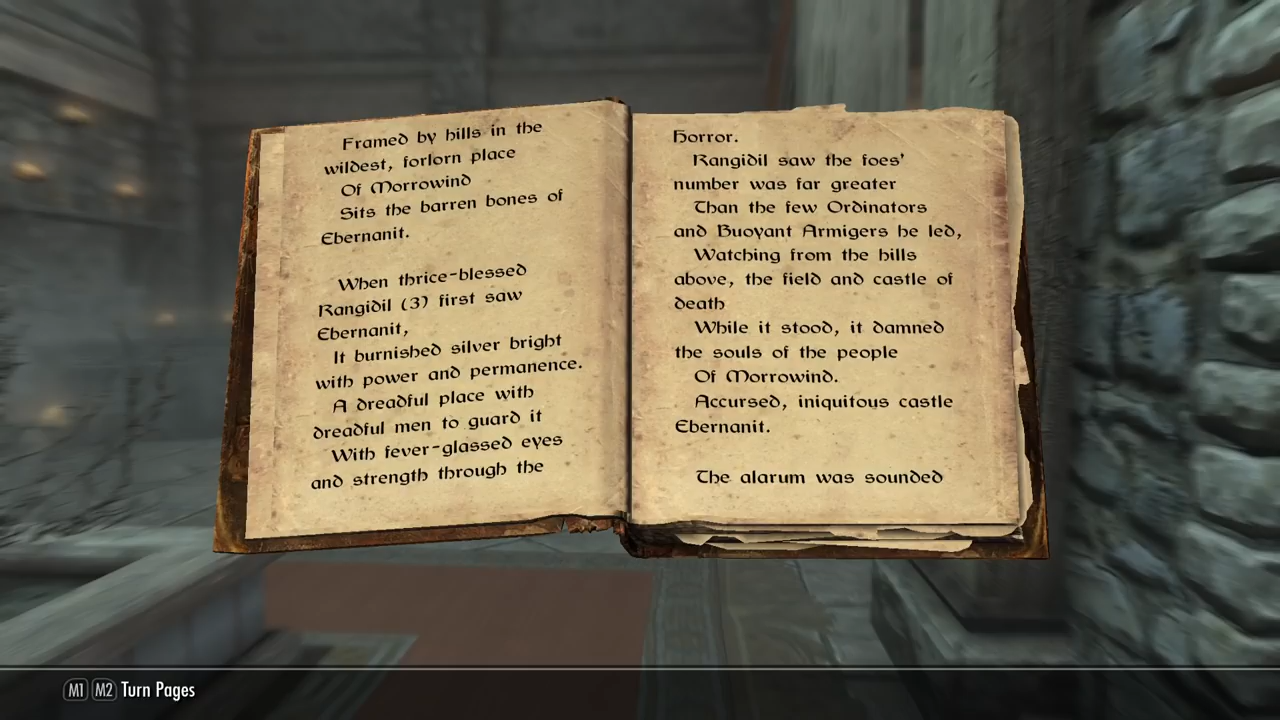 Framed by hills in the
wildest, forlorn place
Of Morrowind
Sits the barren bones of
Ebernanit.
When thrice-blessed
Rangidil (3) first saw
Ebernanit,
It burnished silver bright
with power and permanence.
A dreadful place with
dreadful men to guard it
With fever-glassed eyes
and strength through the
Horror.
Rangidil saw the foes'
number was far greater
Than the few Ordinators
and Buoyant Armigers he led,
Watching from the hills
above, the field and castle of
death
While it stood, it damned
the souls of the people
Of Morrowind.
Accursed, iniquitous castle
Ebernanit.
The alarum was sounded
M1 M2 Turn Pages